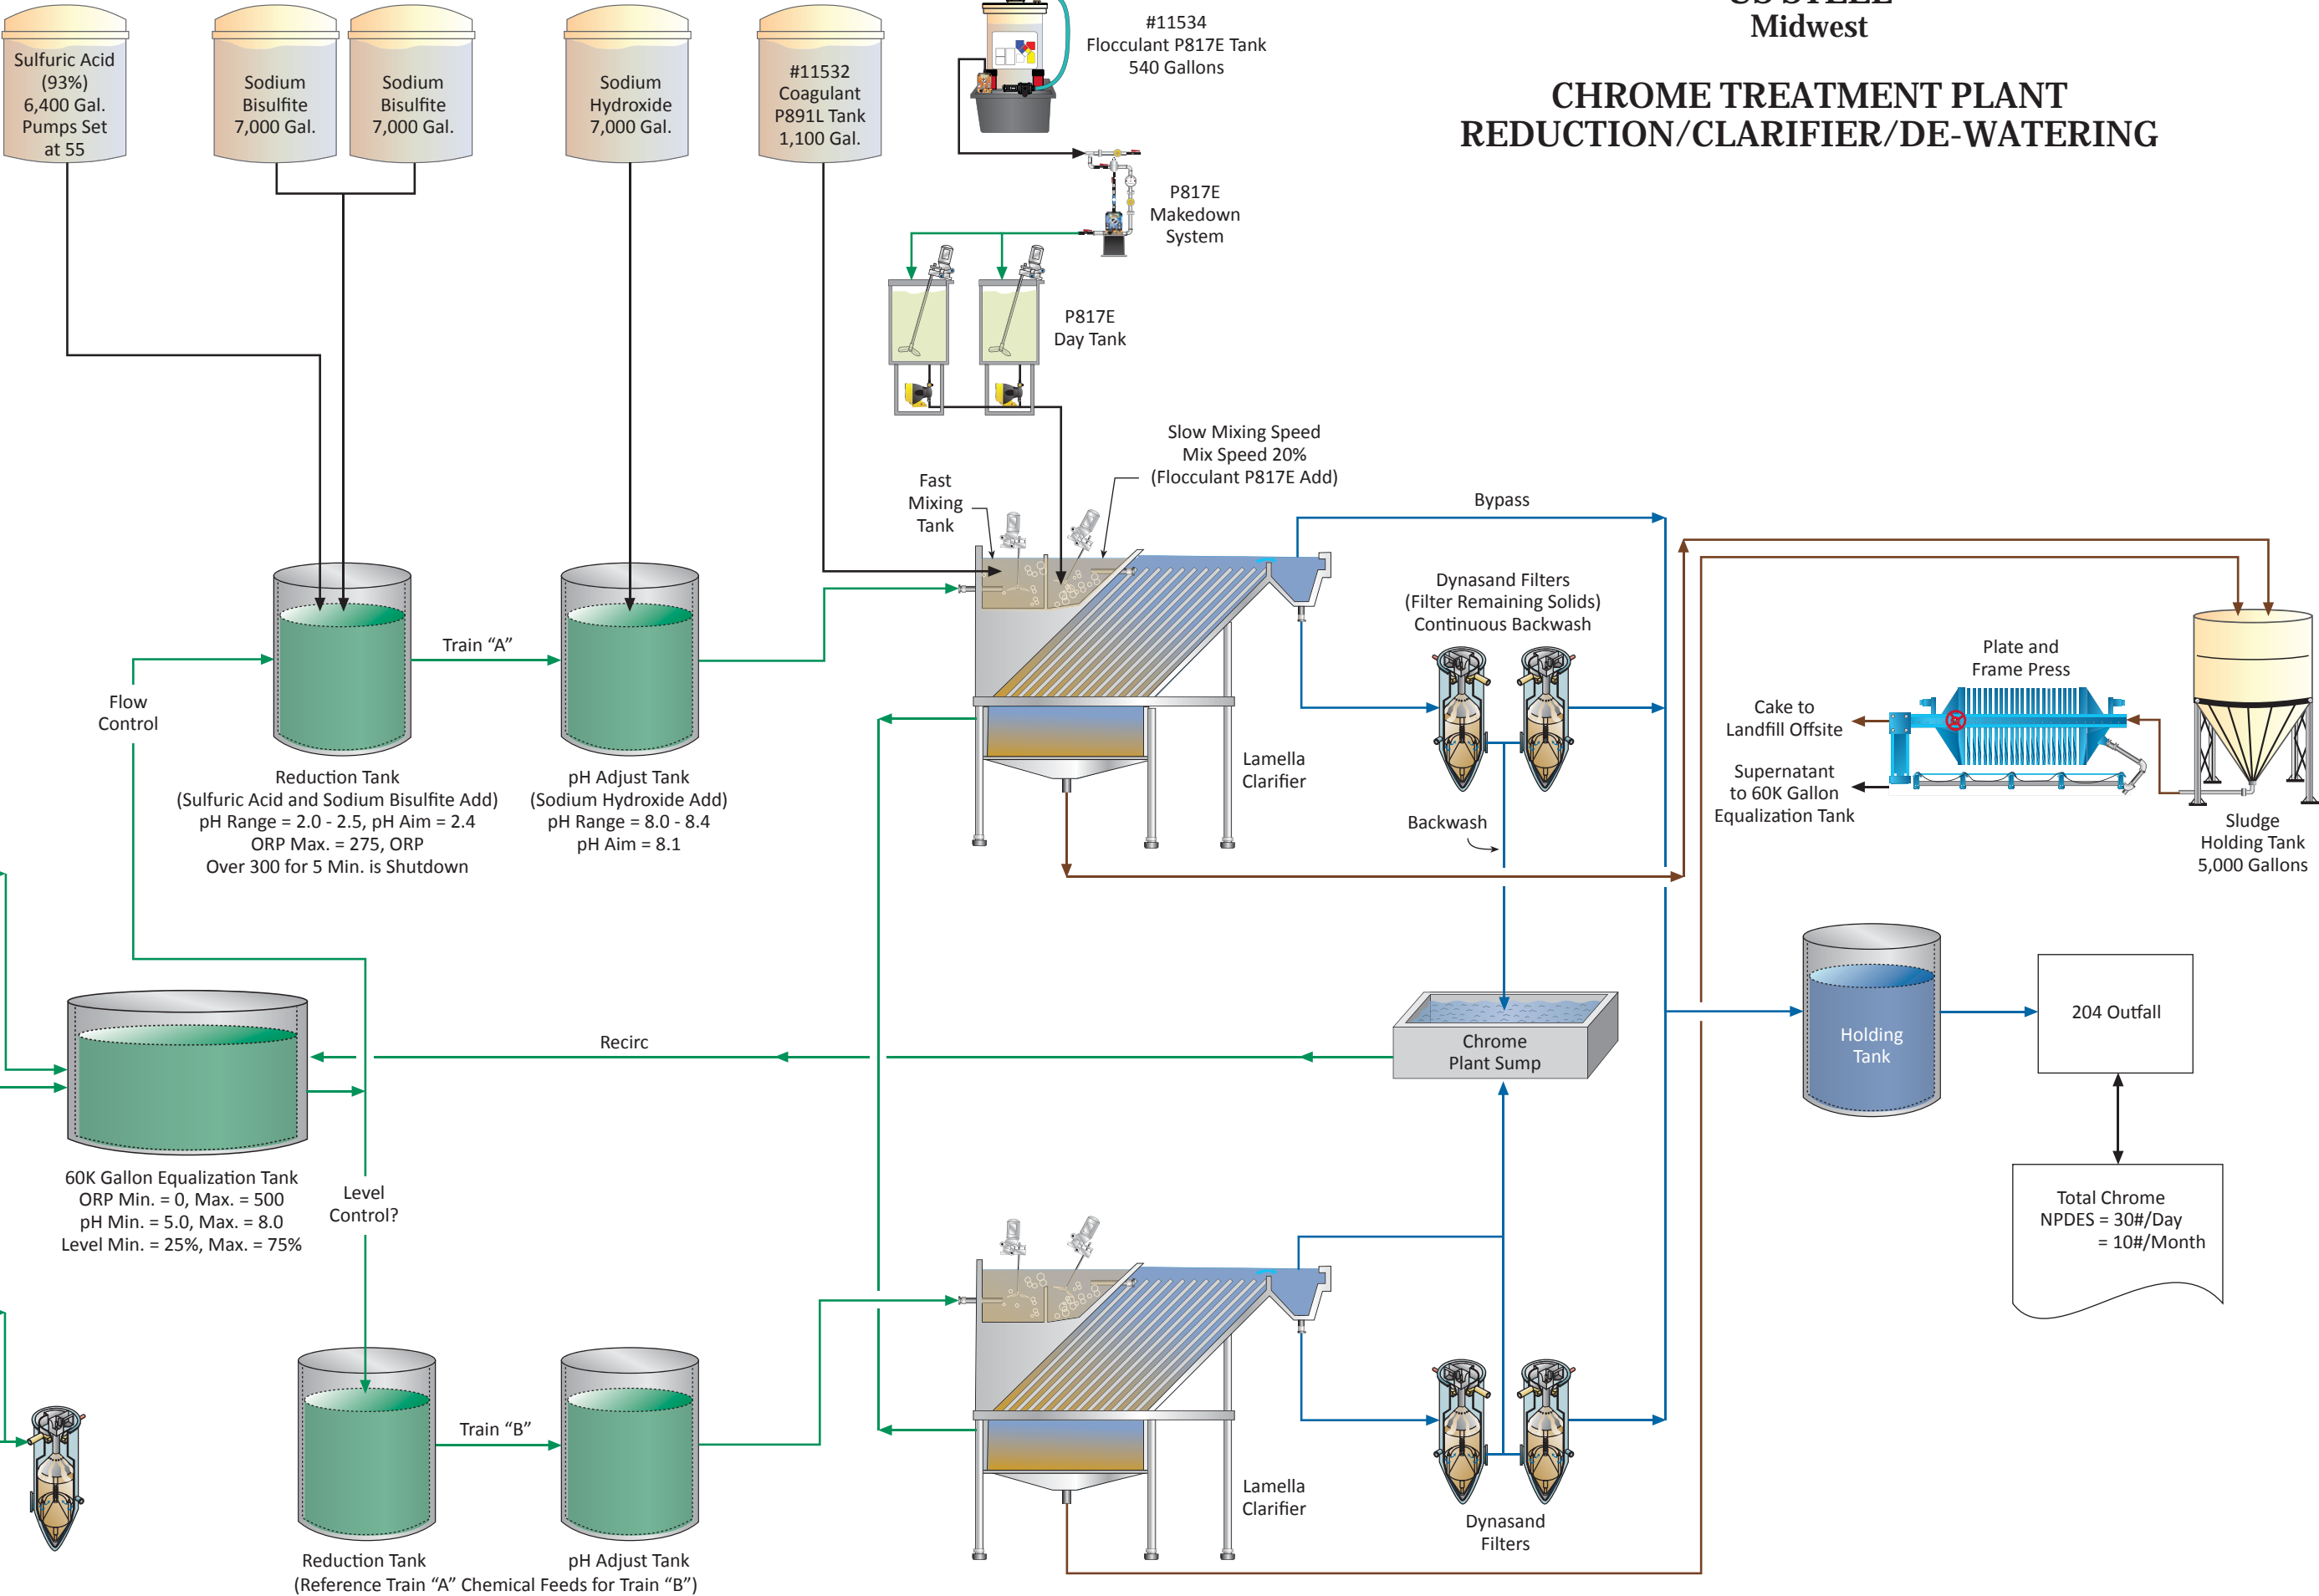 Midwest
CHROME TREATMENT PLANT
REDUCTION/CLARIFIER/DE-WATERING
Sulfuric Acid
(93%)
6,400 Gal.
Pumps Set
at 55
Sodium
Bisulfite
7,000 Gal.
Sodium
Bisulfite
7,000 Gal.
Sodium
Hydroxide
7,000 Gal.
#11532
Coagulant
P891L Tank
1,100 Gal.
#11534
Flocculant P817E Tank
540 Gallons
P817E
Makedown
System
P817E
Day Tank
Slow Mixing Speed
Mix Speed 20%
(Flocculant P817E Add)
Fast
Mixing
Tank
Bypass
Dynasand Filters
(Filter Remaining Solids)
Continuous Backwash
Train “A”
Flow
Control
Plate and
Frame Press
Cake to
Landfill Offsite
Supernatant
to 60K Gallon
Equalization Tank
Sludge
Holding Tank
5,000 Gallons
Lamella
Clarifier
Backwash
Reduction Tank
(Sulfuric Acid and Sodium Bisulfite Add)
pH Range = 2.0 - 2.5, pH Aim = 2.4
ORP Max. = 275, ORP
Over 300 for 5 Min. is Shutdown
pH Adjust Tank
(Sodium Hydroxide Add)
pH Range = 8.0 - 8.4
pH Aim = 8.1
Recirc
Chrome
Plant Sump
Holding
Tank
204 Outfall
60K Gallon Equalization Tank
ORP Min. = 0, Max. = 500
pH Min. = 5.0, Max. = 8.0
Level Min. = 25%, Max. = 75%
Level
Control?
Total Chrome
NPDES = 30#/Day
= 10#/Month
Train “B”
Lamella
Clarifier
Dynasand
Filters
Reduction Tank
pH Adjust Tank
(Reference Train “A” Chemical Feeds for Train “B”)